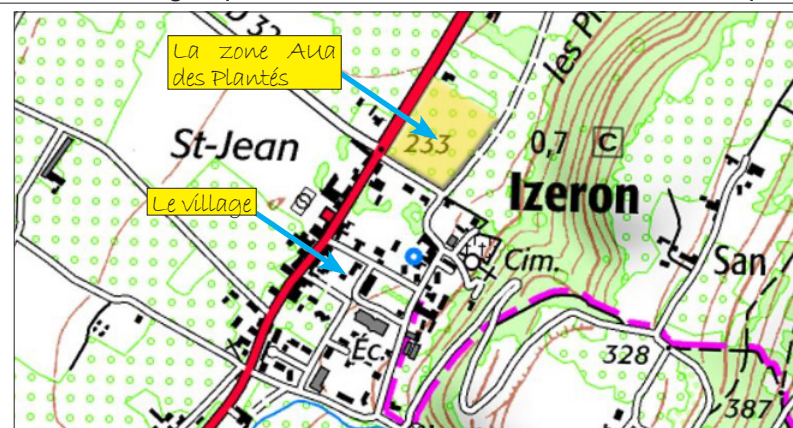 D 32
La zone AUa
des Plantés
les Pl
St-Jean
233
0,7 C
Izeron
Le village
Cim.
San
Éc.
328
387